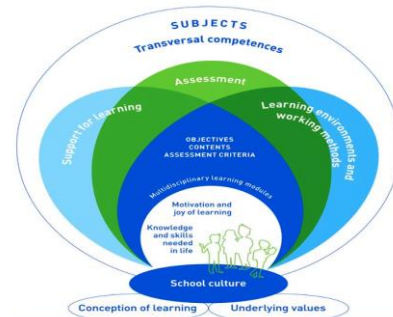 SUBJECTS
Transversal competences
Assessment
Support for learning
Learning environments and
working methods
OBJECTIVES
CONTENTS
ASSESSMENT CRITERIA
Multidisciplinary learning modules
Motivation and
joy of learning
Knowledge
and skills
needed
in life
School culture
Conception of learning
Underlying values